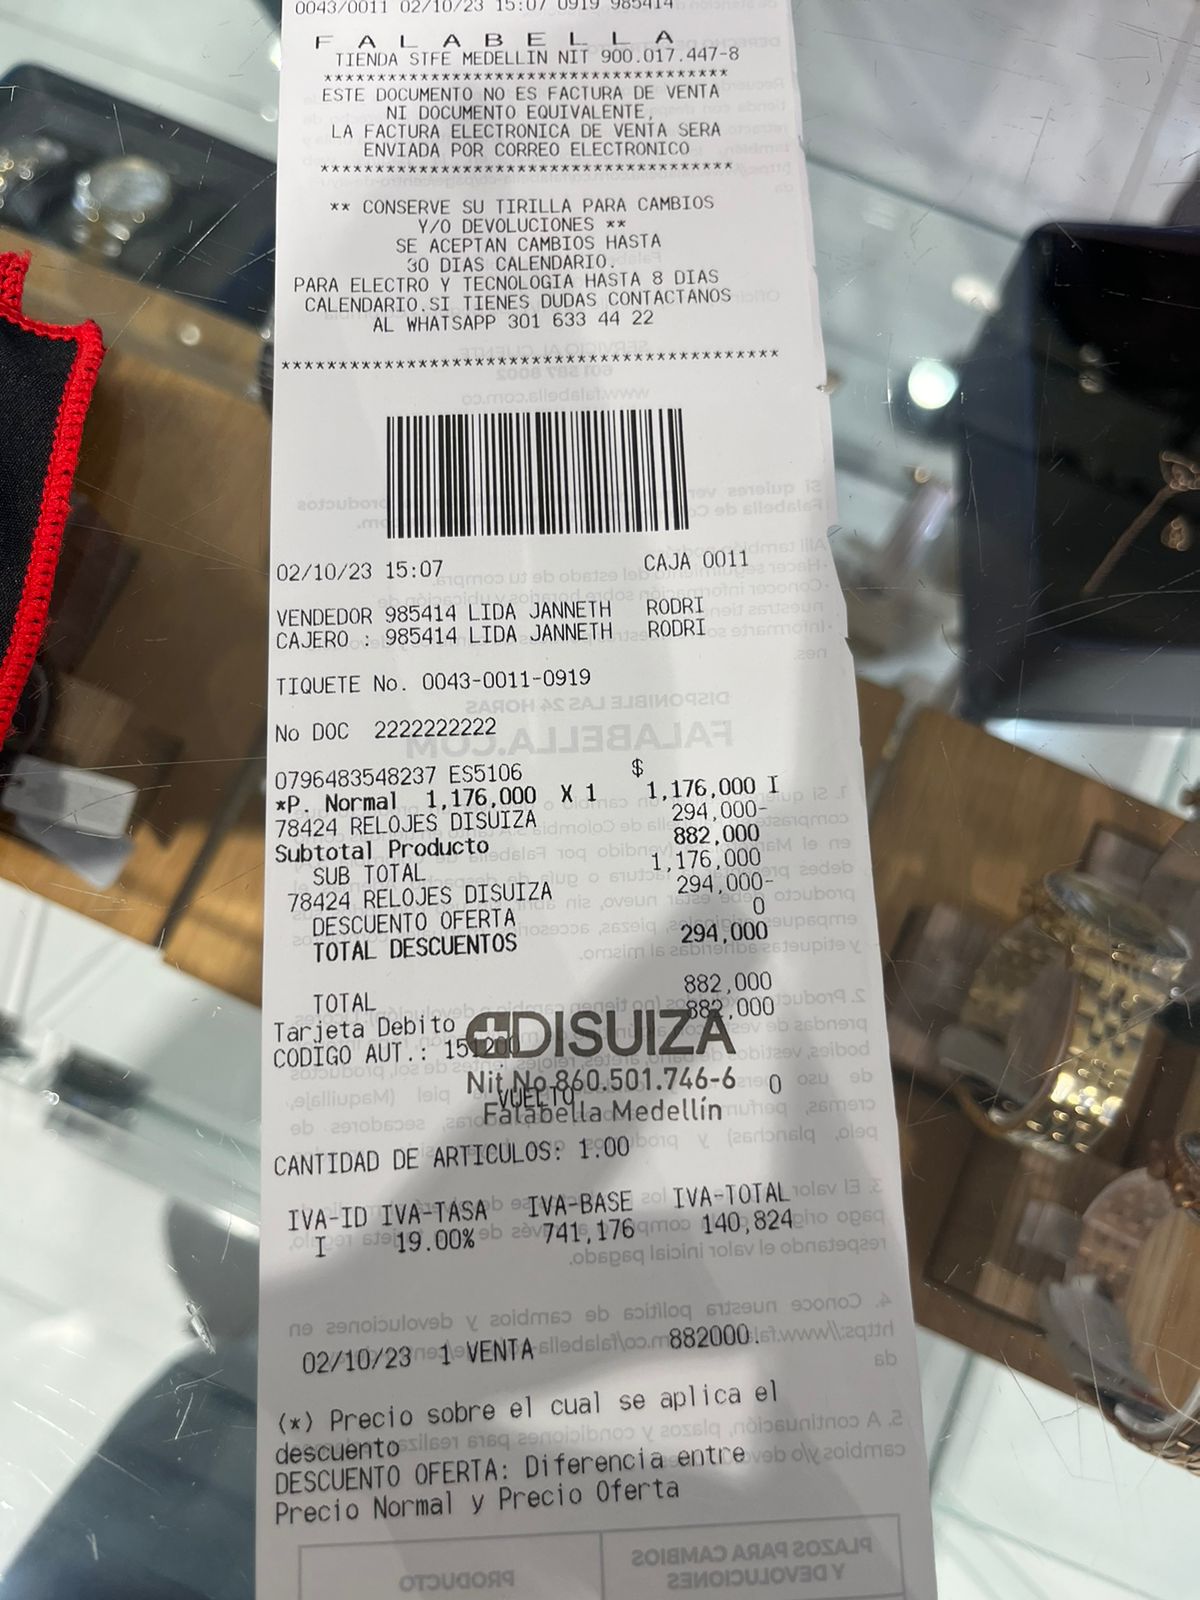 0043/0011 02/10/23 15:07 0919 985414
FALABELLA
TIENDA STFE MEDELLIN NIT 900.017.447-8
****************************************
ESTE DOCUMENTO NO ES FACTURA DE VENTA
NI DOCUMENTO EQUIVALENTE,
LA FACTURA ELECTRONICA DE VENTA SERA
ENVIADA POR CORREO ELECTRONICO
****************************************
** CONSERVE SU TIRILLA PARA CAMBIOS
Y/O DEVOLUCIONES **
SE ACEPTAN CAMBIOS HASTA
30 DIAS CALENDARIO.
PARA ELECTRO Y TECNOLOGIA HASTA 8 DIAS
CALENDARIO.SI TIENES DUDAS CONTACTANOS
AL WHATSAPP 301 633 44 22
********************************************
02/10/23 15:07 CAJA 0011
VENDEDOR 985414 LIDA JANNETH RODRI
CAJERO : 985414 LIDA JANNETH RODRI
TIQUETE No. 0043-0011-0919
No DOC 2222222222
0796483548237 ES5106 $
*P. Normal 1,176,000 X 1 1,176,000 I
78424 RELOJES DISUIZA 294,000-
Subtotal Producto 882,000
SUB TOTAL 1,176,000
78424 RELOJES DISUIZA 294,000-
DESCUENTO OFERTA 0
TOTAL DESCUENTOS 294,000
TOTAL 882,000
Tarjeta Debito 882,000
DISUIZA
CODIGO AUT.: 151200
Nit.No.860.501.746-6
VUELTO 0
Falabella Medellín
CANTIDAD DE ARTICULOS: 1.00
IVA-ID IVA-TASA IVA-BASE IVA-TOTAL
I 19.00% 741,176 140,824
02/10/23 1 VENTA 882000.
(*) Precio sobre el cual se aplica el
descuento
DESCUENTO OFERTA: Diferencia entre
Precio Normal y Precio Oferta